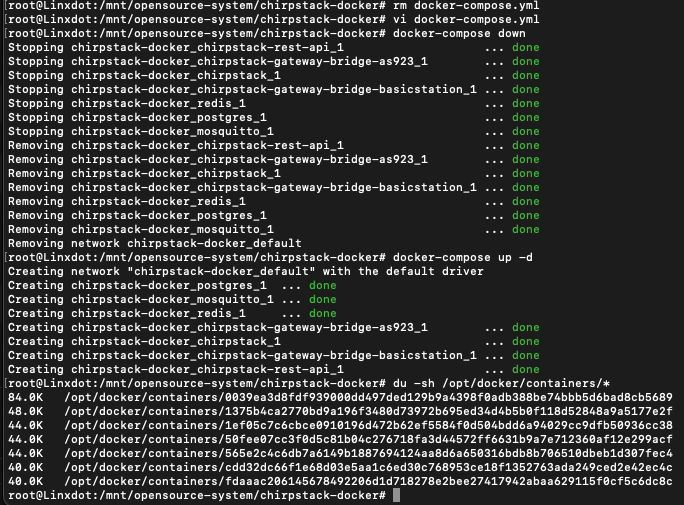 [root@Linxdot:/mnt/opensource-system/chirpstack-docker# rm docker-compose.yml
[root@Linxdot:/mnt/opensource-system/chirpstack-docker# vi docker-compose.yml
[root@Linxdot:/mnt/opensource-system/chirpstack-docker# docker-compose down
Stopping chirpstack-docker_chirpstack-rest-api_1 ... done
Stopping chirpstack-docker_chirpstack-gateway-bridge-as923_1 ... done
Stopping chirpstack-docker_chirpstack_1 ... done
Stopping chirpstack-docker_chirpstack-gateway-bridge-basicstation_1 ... done
Stopping chirpstack-docker_redis_1 ... done
Stopping chirpstack-docker_postgres_1 ... done
Stopping chirpstack-docker_mosquitto_1 ... done
Removing chirpstack-docker_chirpstack-rest-api_1 ... done
Removing chirpstack-docker_chirpstack-gateway-bridge-as923_1 ... done
Removing chirpstack-docker_chirpstack_1 ... done
Removing chirpstack-docker_chirpstack-gateway-bridge-basicstation_1 ... done
Removing chirpstack-docker_redis_1 ... done
Removing chirpstack-docker_postgres_1 ... done
Removing chirpstack-docker_mosquitto_1 ... done
Removing network chirpstack-docker_default
[root@Linxdot:/mnt/opensource-system/chirpstack-docker# docker-compose up -d
Creating network "chirpstack-docker_default" with the default driver
Creating chirpstack-docker_postgres_1 ... done
Creating chirpstack-docker_mosquitto_1 ... done
Creating chirpstack-docker_redis_1 ... done
Creating chirpstack-docker_chirpstack-gateway-bridge-as923_1 ... done
Creating chirpstack-docker_chirpstack_1 ... done
Creating chirpstack-docker_chirpstack-gateway-bridge-basicstation_1 ... done
Creating chirpstack-docker_chirpstack-rest-api_1 ... done
[root@Linxdot:/mnt/opensource-system/chirpstack-docker# du -sh /opt/docker/containers/*
84.0K /opt/docker/containers/0039ea3d8fdf939000dd497ded129b9a4398f0adb388be74bbb5d6bad8cb5689
48.0K /opt/docker/containers/1375b4ca2770bd9a196f3480d73972b695ed34d4b5b0f118d52848a9a5177e2f
44.0K /opt/docker/containers/1ef05c7c6cbce0910196d472b62ef5584f0d504bdd6a94029cc9dfb50936cc38
44.0K /opt/docker/containers/50fee07cc3f0d5c81b04c276718fa3d44572ff6631b9a7e712360af12e299acf
44.0K /opt/docker/containers/565e2c4c6db7a6149b1887694124aa8d6a650316bdb8b706510dbeb1d307fec4
40.0K /opt/docker/containers/cdd32dc66f1e68d03e5aa1c6ed30c768953ce18f1352763ada249ced2e42ec4c
40.0K /opt/docker/containers/fdaaac206145678492206d1d718278e2bee27417942abaa629115f0cf5c6dc8c
root@Linxdot:/mnt/opensource-system/chirpstack-docker#